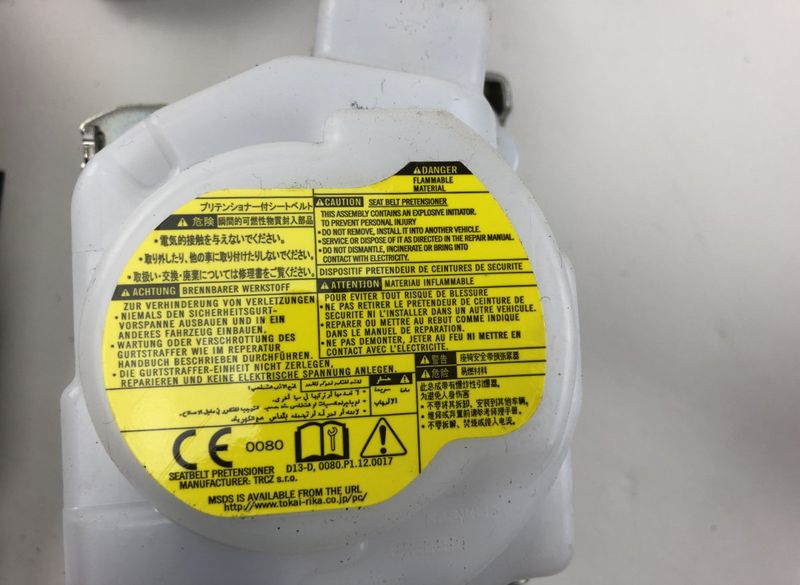 プリテンショナー付シートベルト
危険 瞬間的可燃性物質封入部品
・電気的接触を与えないでください。
・取り外したり、他の車に取り付けたりしないでください。
・取扱い・交換・廃棄については修理書をご覧ください。
DANGER
FLAMMABLE
MATERIAL
CAUTION SEAT BELT PRETENSIONER
THIS ASSEMBLY CONTAINS AN EXPLOSIVE INITIATOR.
TO PREVENT PERSONAL INJURY
• DO NOT REMOVE, INSTALL IT INTO ANOTHER VEHICLE.
• SERVICE OR DISPOSE OF IT AS DIRECTED IN THE REPAIR MANUAL.
• DO NOT DISMANTLE, INCINERATE OR BRING INTO
CONTACT WITH ELECTRICITY.
ACHTUNG BRENNBARER WERKSTOFF
ZUR VERHINDERUNG VON VERLETZUNGEN
• NIEMALS DEN SICHERHEITSGURT-
VORSPANNE AUSBAUEN UND IN EIN
ANDERES FAHRZEUG EINBAUEN.
• WARTUNG ODER VERSCHROTTUNG DES
GURTSTRAFFER WIE IM REPERATUR
HANDBUCH BESCHRIEBEN DURCHFÜHREN.
• DIE GURTSTRAFFER-EINHEIT NICHT ZERLEGEN,
REPARIEREN UND KEINE ELEKTRISCHE SPANNUNG ANLEGEN.
DISPOSITIF PRETENDEUR DE CEINTURES DE SECURITE
ATTENTION MATERIAU INFLAMMABLE
POUR EVITER TOUT RISQUE DE BLESSURE
• NE PAS RETIRER LE PRETENDEUR DE CEINTURE DE
SECURITE NI L'INSTALLER DANS UN AUTRE VEHICULE.
• REPARER OU METTRE AU REBUT COMME INDIQUE
DANS LE MANUEL DE REPARATION.
• NE PAS DEMONTER, JETER AU FEU NI METTRE EN
CONTACT AVEC L'ELECTRICITE.
警告 座椅安全带预张紧器
危险 易燃材料
此总成带有爆炸性引爆器。
为避免人身伤害
• 不要将其拆卸、安装到其他车辆。
• 维修或弃置前请参考修理手册。
• 不要拆解、焚烧或接入电流。
CE 0080
D13-D, 0080.P1.12.0017
SEATBELT PRETENSIONER
MANUFACTURER: TRCZ s.r.o.
MSDS IS AVAILABLE FROM THE URL
http://www.tokai-rika.co.jp/pc/